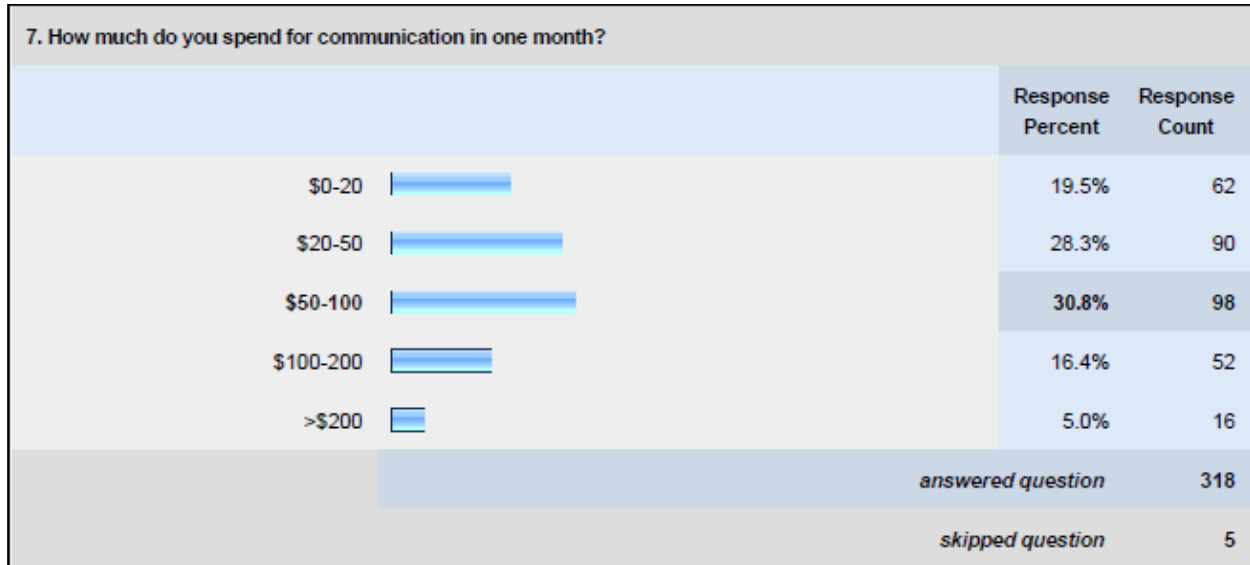 7. How much do you spend for communication in one month?
Response Percent Response Count
$0-20 19.5% 62
$20-50 28.3% 90
$50-100 30.8% 98
$100-200 16.4% 52
>$200 5.0% 16
answered question 318
skipped question 5